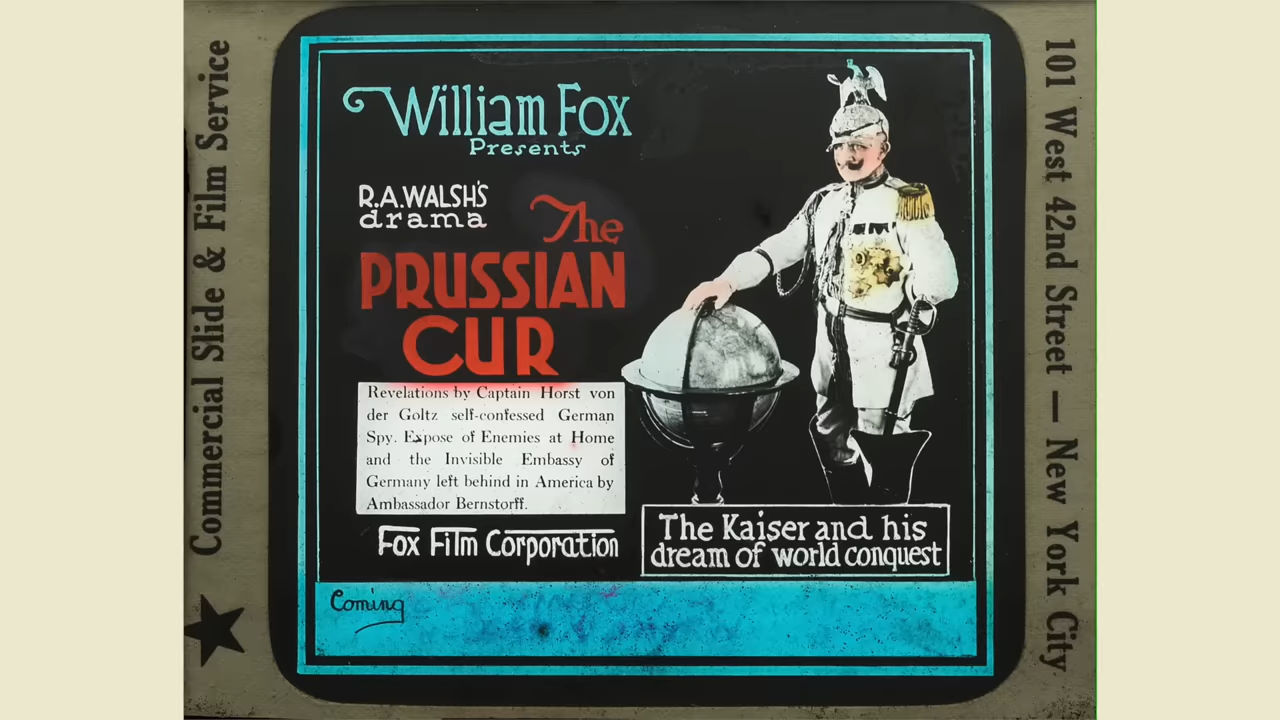 Commercial Slide & Film Service
William Fox
Presents
R.A. WALSH'S
drama
The
PRUSSIAN
CUR
Revelations by Captain Horst von
der Goltz self-confessed German
Spy. Expose of Enemies at Home
and the Invisible Embassy of
Germany left behind in America by
Ambassador Bernstorff.
Fox Film Corporation
The Kaiser and his
dream of world conquest
Coming
101 West 42nd Street — New York City